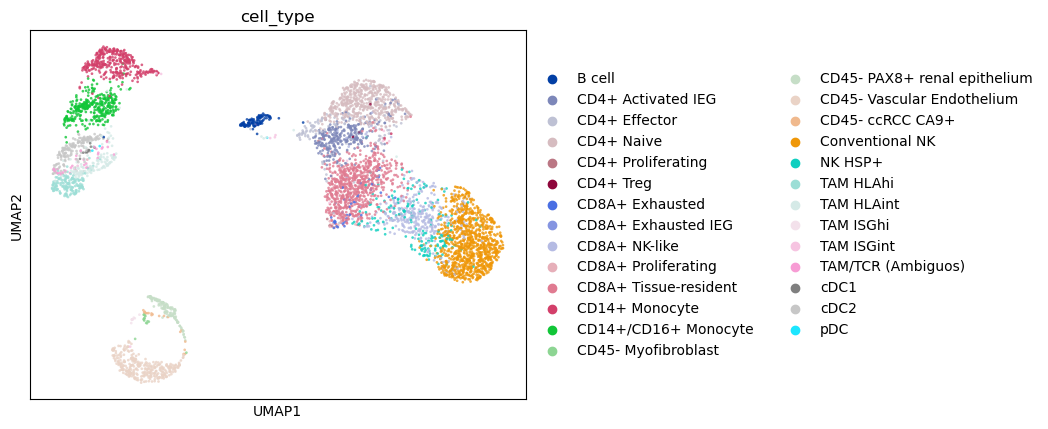 cell_type
UMAP2
UMAP1
B cell
CD4+ Activated IEG
CD4+ Effector
CD4+ Naive
CD4+ Proliferating
CD4+ Treg
CD8A+ Exhausted
CD8A+ Exhausted IEG
CD8A+ NK-like
CD8A+ Proliferating
CD8A+ Tissue-resident
CD14+ Monocyte
CD14+/CD16+ Monocyte
CD45- Myofibroblast
CD45- PAX8+ renal epithelium
CD45- Vascular Endothelium
CD45- ccRCC CA9+
Conventional NK
NK HSP+
TAM HLAhi
TAM HLAint
TAM ISGhi
TAM ISGint
TAM/TCR (Ambiguos)
cDC1
cDC2
pDC